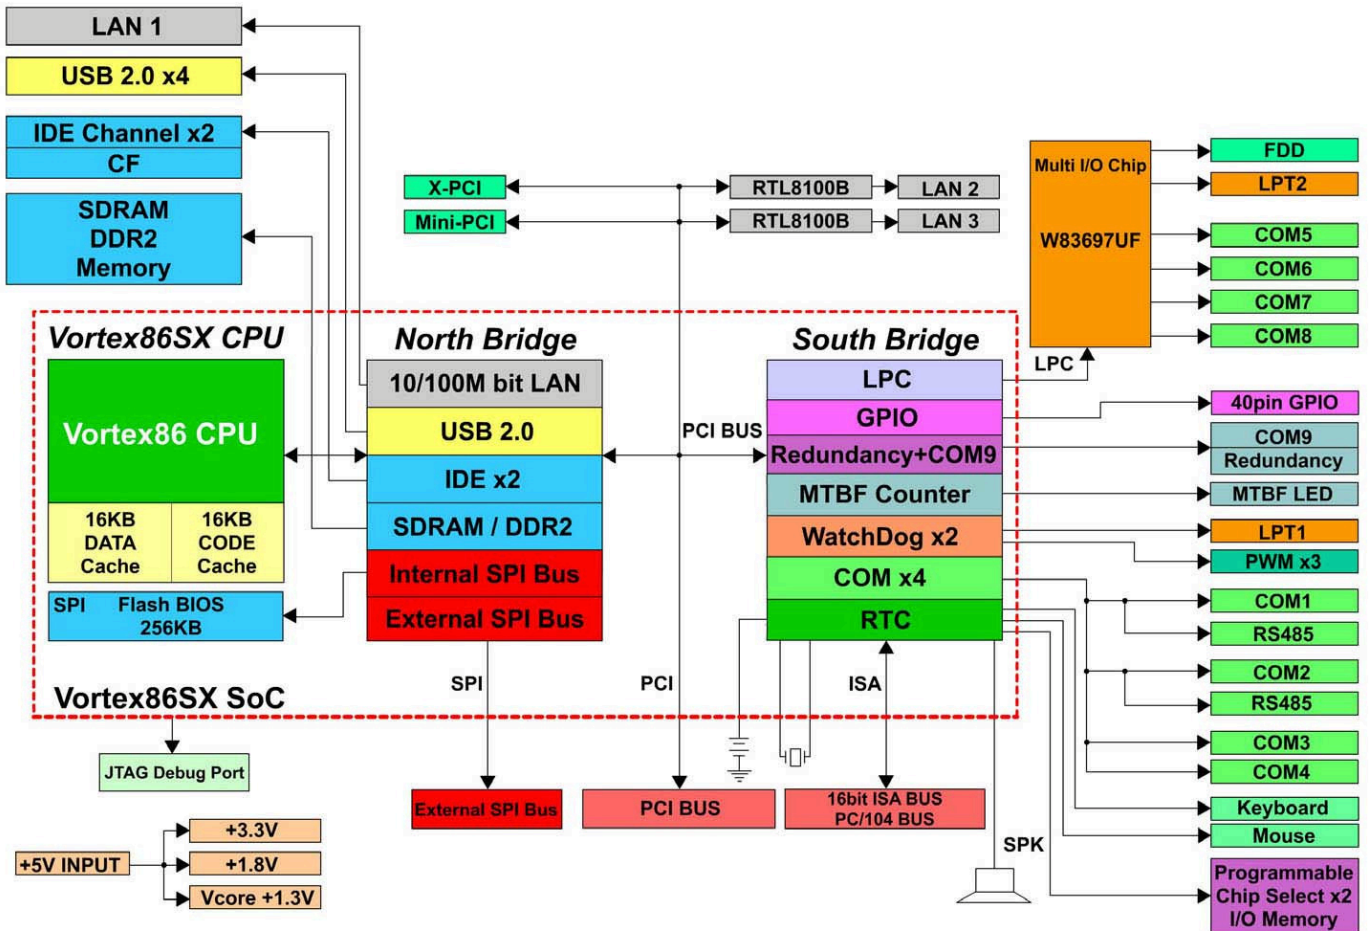 LAN 1
USB 2.0 x4
IDE Channel x2
CF
SDRAM
DDR2
Memory
X-PCI
RTL8100B
LAN 2
Mini-PCI
RTL8100B
LAN 3
Multi I/O Chip
W83697UF
LPC
FDD
LPT2
COM5
COM6
COM7
COM8
Vortex86SX CPU
Vortex86 CPU
16KB
DATA
Cache
16KB
CODE
Cache
SPI Flash BIOS
256KB
Vortex86SX SoC
North Bridge
10/100M bit LAN
USB 2.0
IDE x2
SDRAM / DDR2
Internal SPI Bus
External SPI Bus
PCI BUS
South Bridge
LPC
GPIO
Redundancy+COM9
MTBF Counter
WatchDog x2
COM x4
RTC
40pin GPIO
COM9
Redundancy
MTBF LED
LPT1
PWM x3
COM1
RS485
COM2
RS485
COM3
COM4
Keyboard
Mouse
Programmable
Chip Select x2
I/O Memory
SPI
PCI
ISA
SPK
JTAG Debug Port
External SPI Bus
PCI BUS
16bit ISA BUS
PC/104 BUS
+5V INPUT
+3.3V
+1.8V
Vcore +1.3V